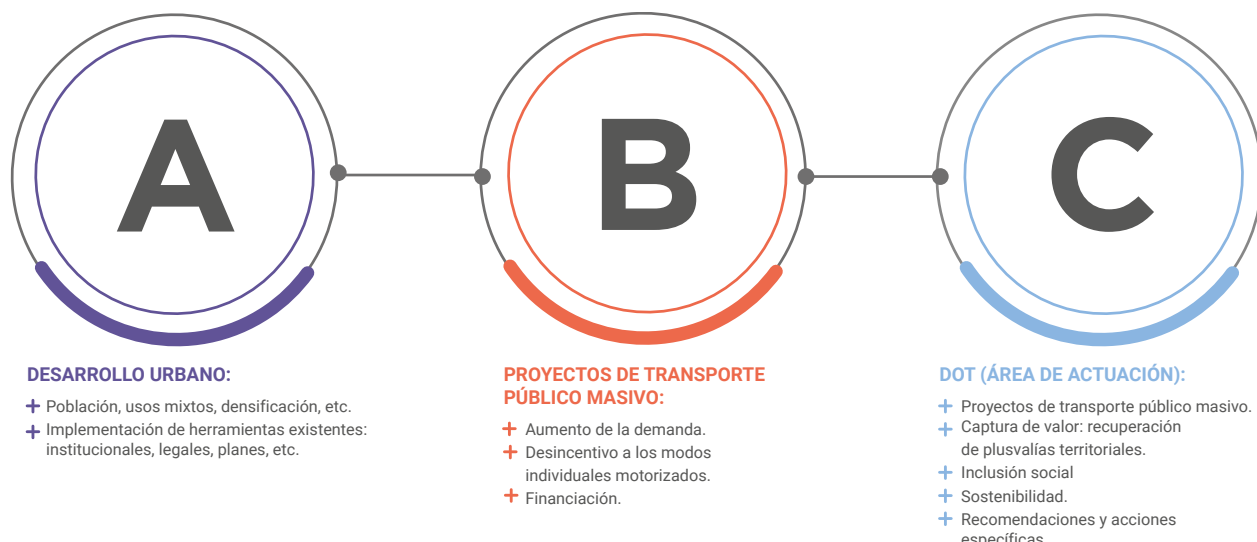 A
B
C
DESARROLLO URBANO:
+ Población, usos mixtos, densificación, etc.
+ Implementación de herramientas existentes:
institucionales, legales, planes, etc.
PROYECTOS DE TRANSPORTE
PÚBLICO MASIVO:
+ Aumento de la demanda.
+ Desincentivo a los modos
individuales motorizados.
+ Financiación.
DOT (ÁREA DE ACTUACIÓN):
+ Proyectos de transporte público masivo.
+ Captura de valor: recuperación
de plusvalías territoriales.
+ Inclusión social
+ Sostenibilidad.
+ Recomendaciones y acciones
específicas